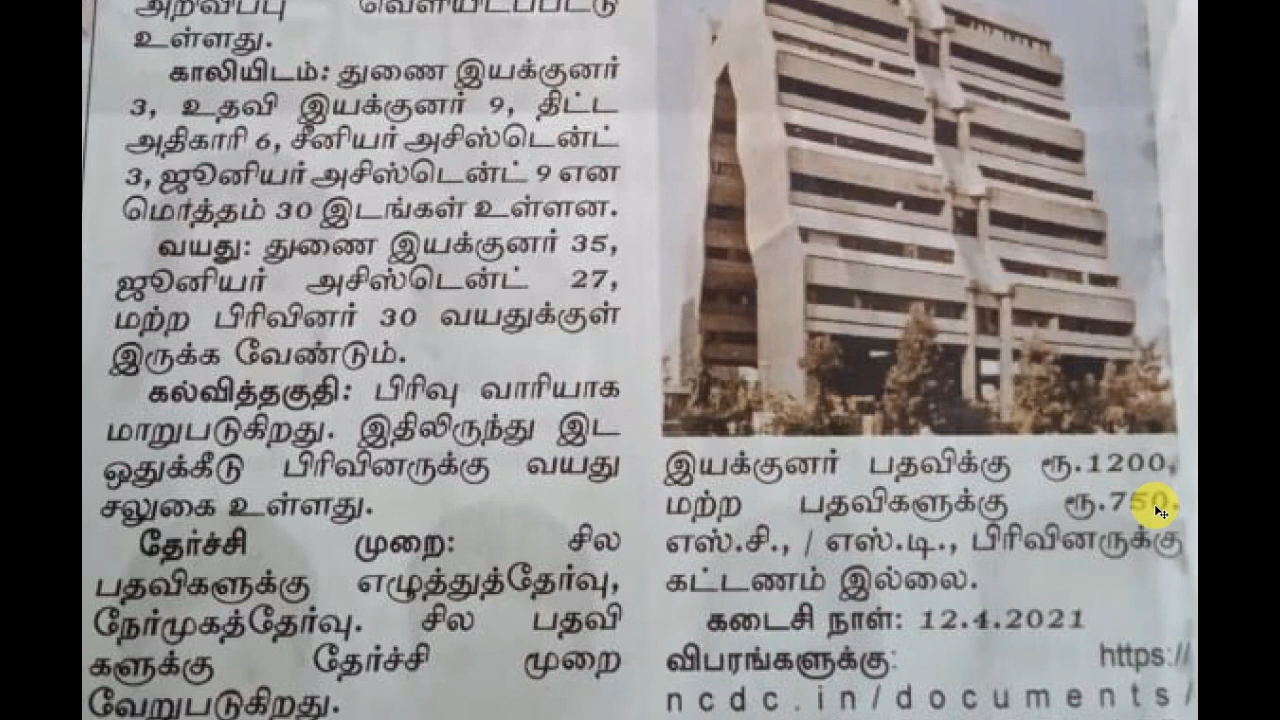 அறிவிப்பு வெளியிடப்பட்டு
உள்ளது.
காலியிடம்: துணை இயக்குனர்
3, உதவி இயக்குனர் 9, திட்ட
அதிகாரி 6, சீனியர் அசிஸ்டென்ட்
3, ஜூனியர் அசிஸ்டென்ட் 9 என
மொத்தம் 30 இடங்கள் உள்ளன.
வயது: துணை இயக்குனர் 35,
ஜூனியர் அசிஸ்டென்ட் 27,
மற்ற பிரிவினர் 30 வயதுக்குள்
இருக்க வேண்டும்.
கல்வித்தகுதி: பிரிவு வாரியாக
மாறுபடுகிறது. இதிலிருந்து இட
ஒதுக்கீடு பிரிவினருக்கு வயது
சலுகை உள்ளது.
தேர்ச்சி முறை: சில
பதவிகளுக்கு எழுத்துத்தேர்வு,
நேர்முகத்தேர்வு. சில பதவி
களுக்கு தேர்ச்சி முறை
வேறுபடுகிறது.
இயக்குனர் பதவிக்கு ரூ.1200,
மற்ற பதவிகளுக்கு ரூ.750.
எஸ்.சி., / எஸ்.டி., பிரிவினருக்கு
கட்டணம் இல்லை.
கடைசி நாள்: 12.4.2021
விபரங்களுக்கு: https://
ncdc.in/documents/